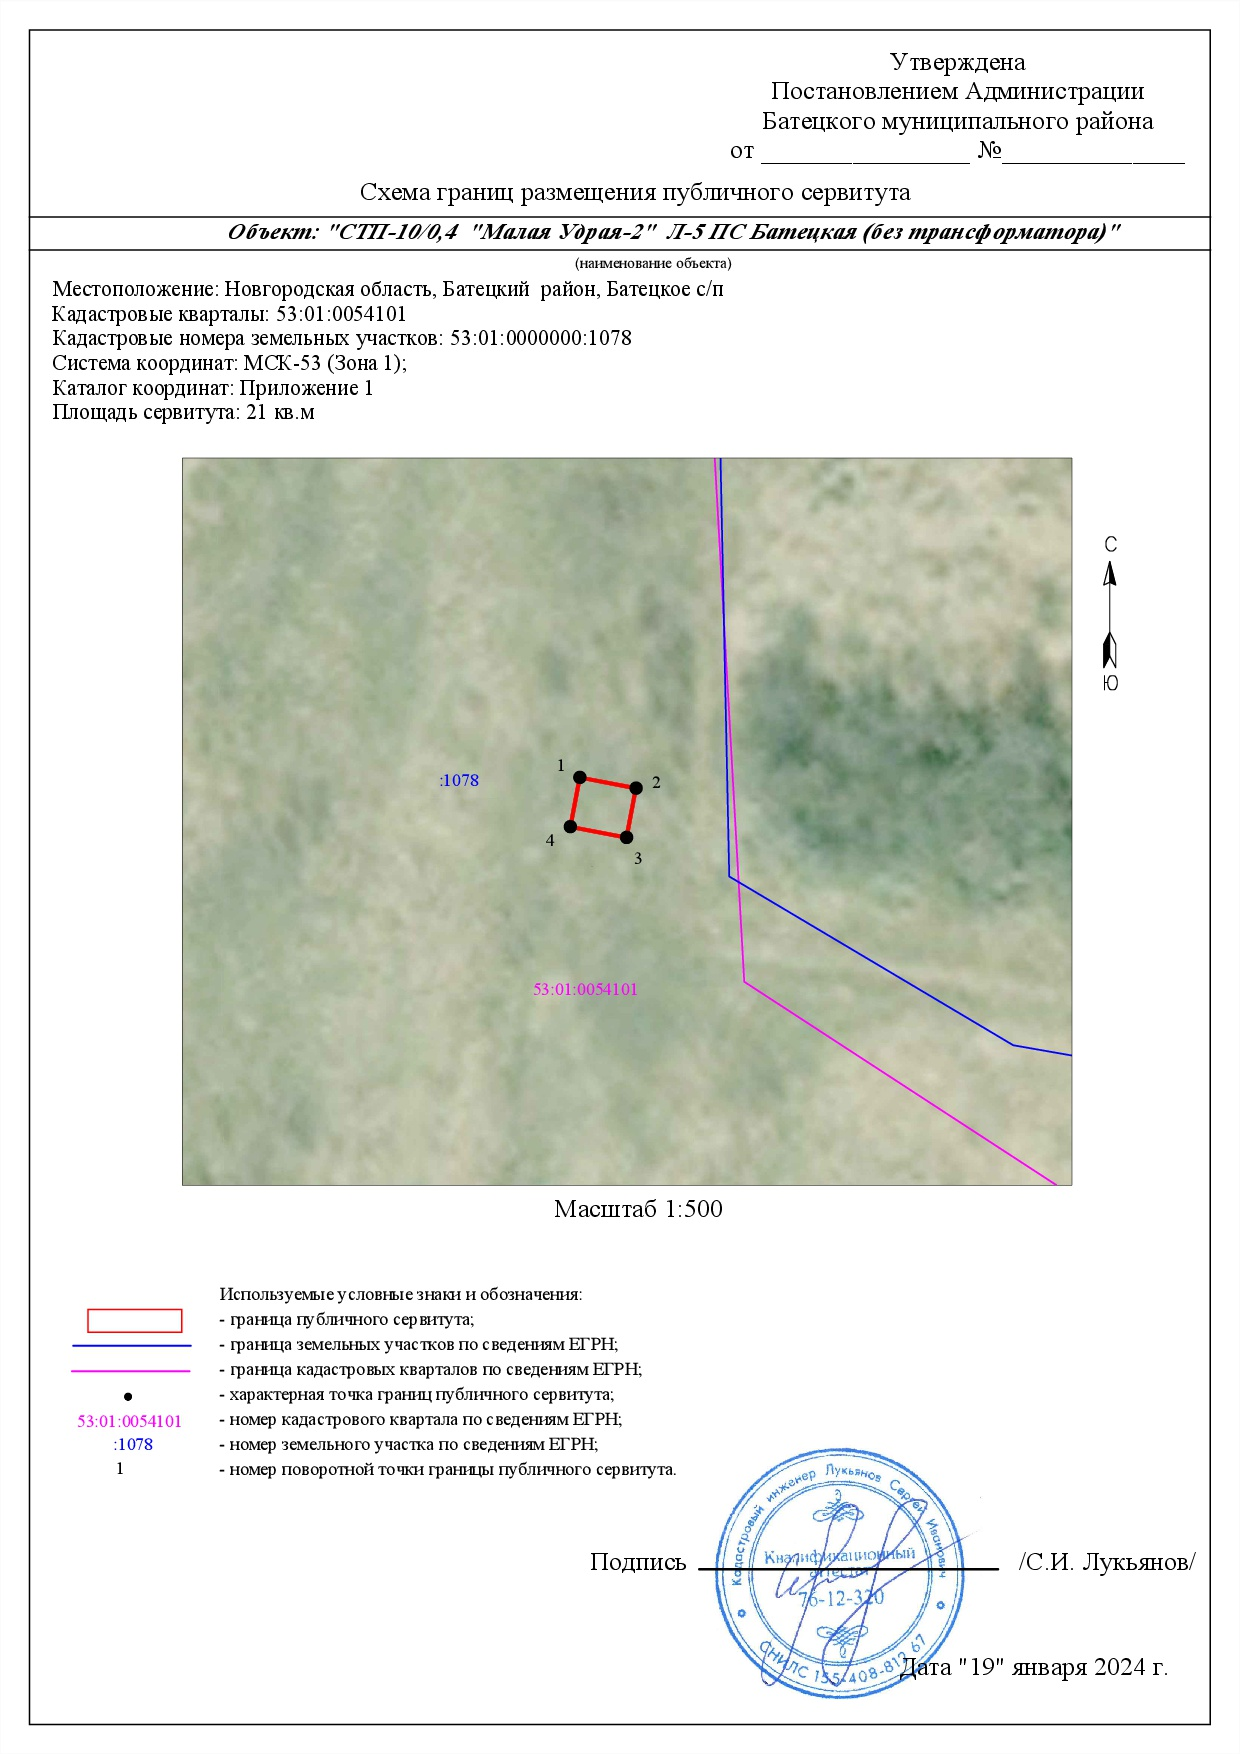 Утверждена
Постановлением Администрации
Батецкого муниципального района
от ________________ №______________
Схема границ размещения публичного сервитута
Объект: "СТП-10/0,4 "Малая Удрая-2" Л-5 ПС Батецкая (без трансформатора)"
(наименование объекта)
Местоположение: Новгородская область, Батецкий район, Батецкое с/п
Кадастровые кварталы: 53:01:0054101
Кадастровые номера земельных участков: 53:01:0000000:1078
Система координат: МСК-53 (Зона 1);
Каталог координат: Приложение 1
Площадь сервитута: 21 кв.м
С
Ю
1
2
:1078
4
3
53:01:0054101
Масштаб 1:500
Используемые условные знаки и обозначения:
- граница публичного сервитута;
- граница земельных участков по сведениям ЕГРН;
- граница кадастровых кварталов по сведениям ЕГРН;
- характерная точка границ публичного сервитута;
53:01:0054101 - номер кадастрового квартала по сведениям ЕГРН;
:1078 - номер земельного участка по сведениям ЕГРН;
1 - номер поворотной точки границы публичного сервитута.
Кадастровый инженер Лукьянов Сергей Иванович
Квалификационный
аттестат
76-12-320
СНИЛС 155-408-812 67
Подпись /С.И. Лукьянов/
Дата "19" января 2024 г.